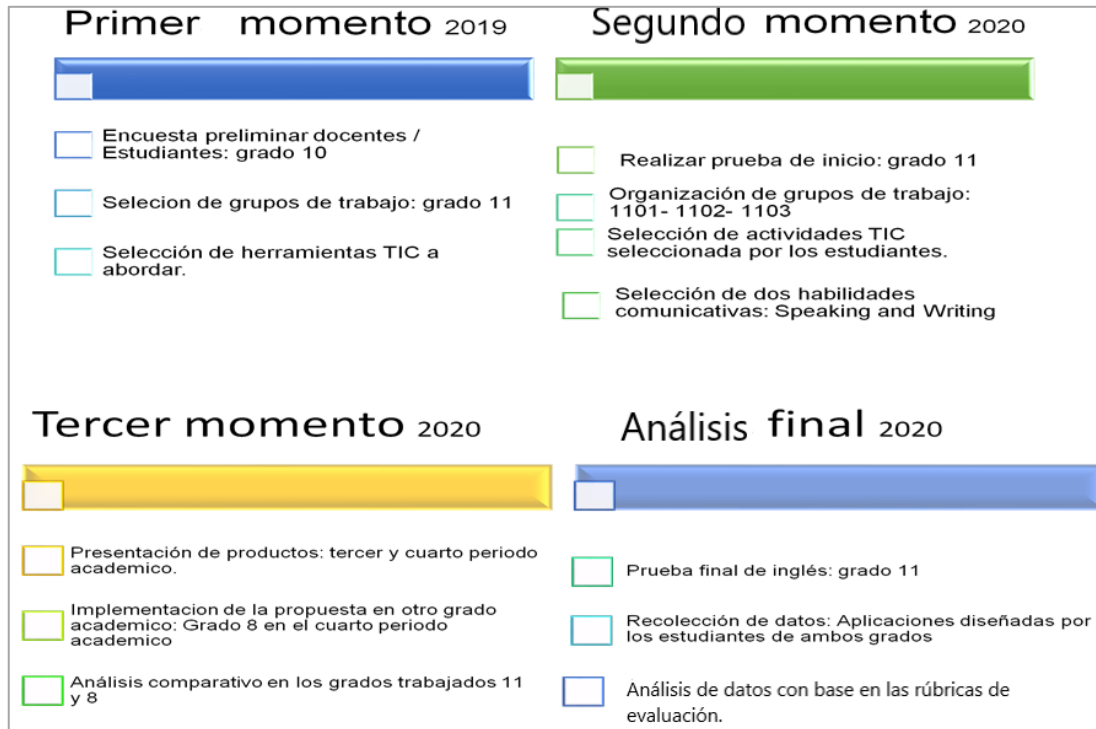 Primer momento 2019
Encuesta preliminar docentes /
Estudiantes: grado 10
Selecion de grupos de trabajo: grado 11
Selección de herramientas TIC a
abordar.
Segundo momento 2020
Realizar prueba de inicio: grado 11
Organización de grupos de trabajo:
1101- 1102- 1103
Selección de actividades TIC
seleccionada por los estudiantes.
Selección de dos habilidades
comunicativas: Speaking and Writing
Tercer momento 2020
Presentación de productos: tercer y cuarto periodo
academico.
Implementacion de la propuesta en otro grado
academico: Grado 8 en el cuarto periodo
academico
Análisis comparativo en los grados trabajados 11
y 8
Análisis final 2020
Prueba final de inglés: grado 11
Recolección de datos: Aplicaciones diseñadas por
los estudiantes de ambos grados
Análisis de datos con base en las rúbricas de
evaluación.